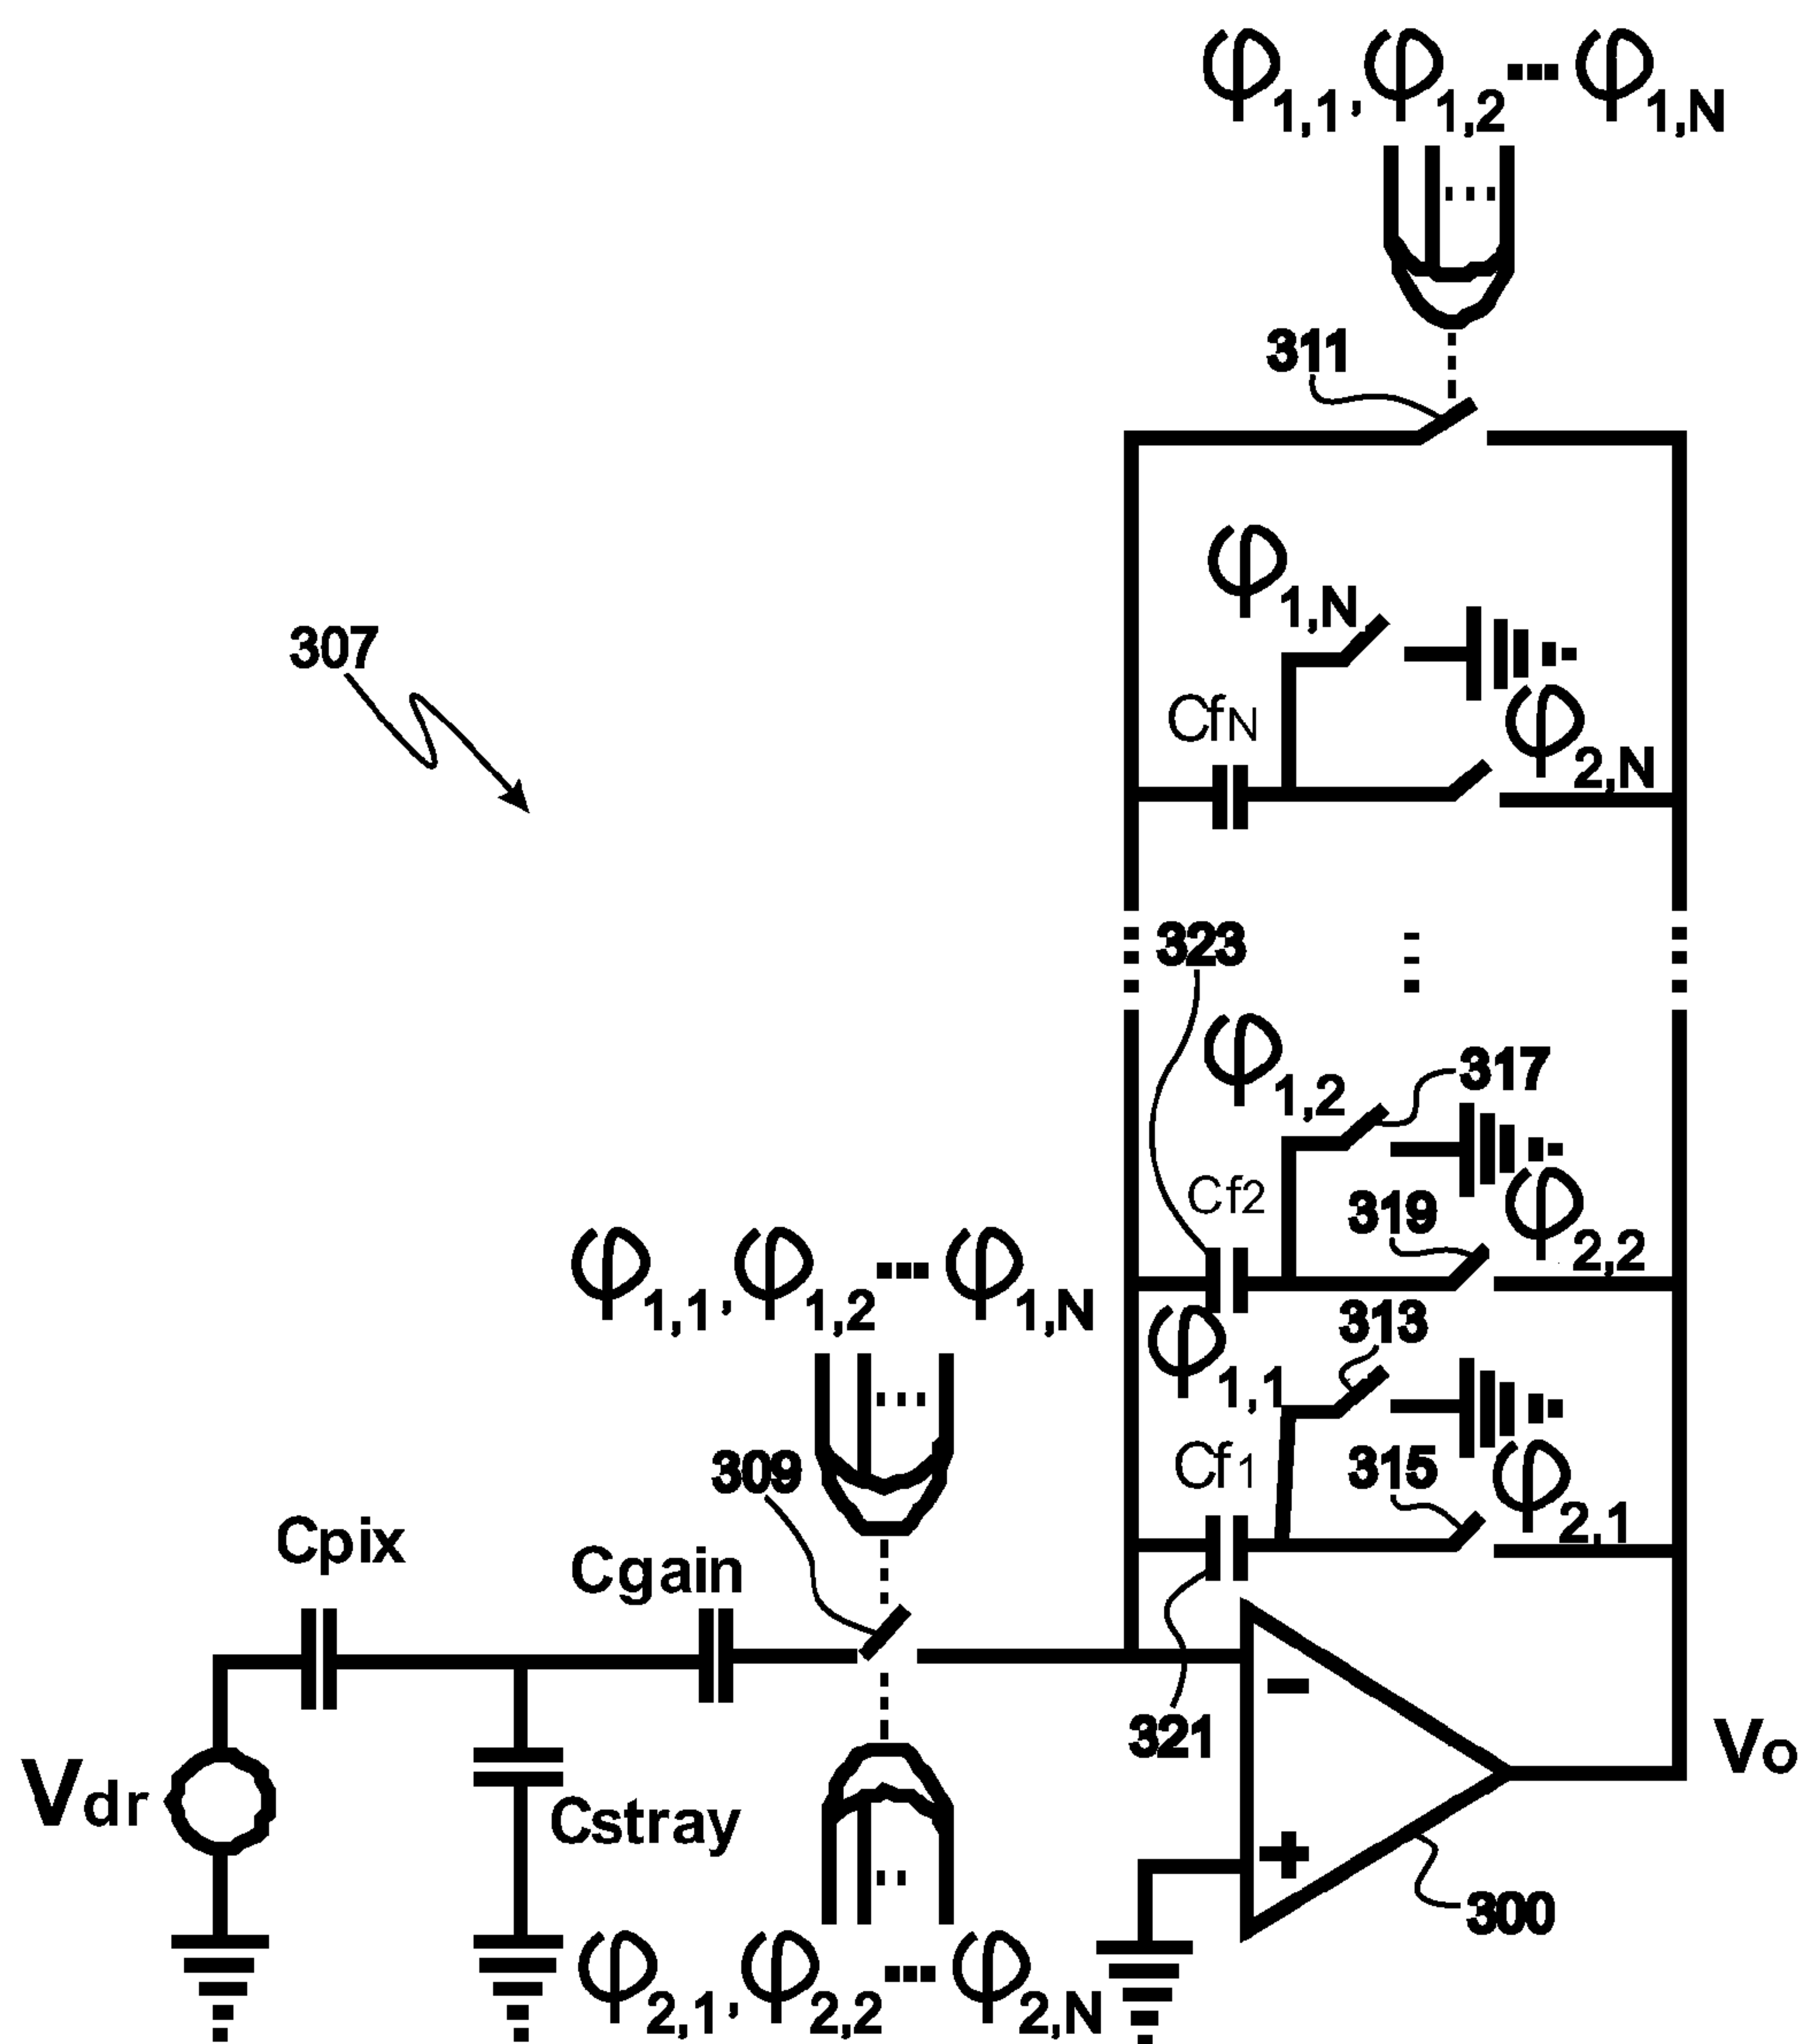 φ1,1, φ1,2 ... φ1,N
311
φ1,N
307
CfN
φ2,N
323
φ1,2
317
Cf2
319
φ2,2
φ1,1, φ1,2 ... φ1,N
φ1,1
313
Cf1
315
φ2,1
309
Cpix
Cgain
321
Vdr
Cstray
-
+
Vo
300
φ2,1, φ2,2 ... φ2,N